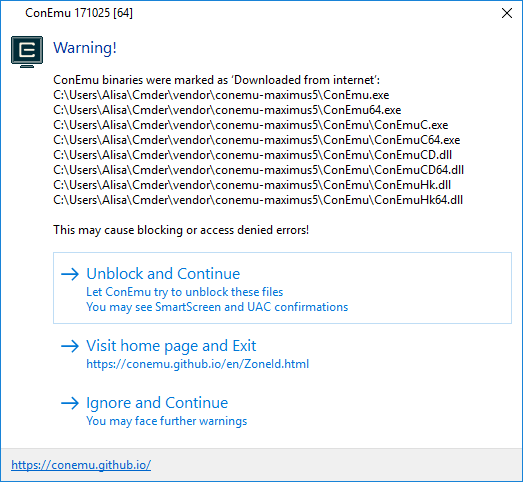 ConEmu 171025 [64]
Warning!
ConEmu binaries were marked as ‘Downloaded from internet’:
C:\Users\Alisa\Cmder\vendor\conemu-maximus5\ConEmu.exe
C:\Users\Alisa\Cmder\vendor\conemu-maximus5\ConEmu64.exe
C:\Users\Alisa\Cmder\vendor\conemu-maximus5\ConEmu\ConEmuC.exe
C:\Users\Alisa\Cmder\vendor\conemu-maximus5\ConEmu\ConEmuC64.exe
C:\Users\Alisa\Cmder\vendor\conemu-maximus5\ConEmu\ConEmuCD.dll
C:\Users\Alisa\Cmder\vendor\conemu-maximus5\ConEmu\ConEmuCD64.dll
C:\Users\Alisa\Cmder\vendor\conemu-maximus5\ConEmu\ConEmuHk.dll
C:\Users\Alisa\Cmder\vendor\conemu-maximus5\ConEmu\ConEmuHk64.dll
This may cause blocking or access denied errors!
Unblock and Continue
Let ConEmu try to unblock these files
You may see SmartScreen and UAC confirmations
Visit home page and Exit
https://conemu.github.io/en/ZoneId.html
Ignore and Continue
You may face further warnings
https://conemu.github.io/